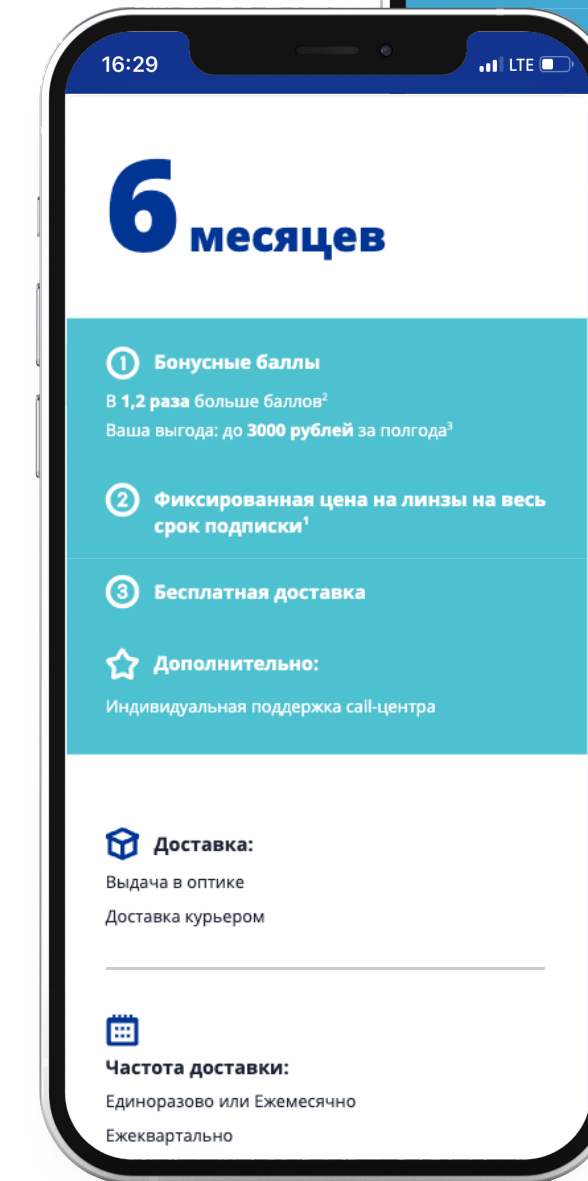 16:29
LTE
6 месяцев
1 Бонусные баллы
В 1,2 раза больше баллов²
Ваша выгода: до 3000 рублей за полгода³
2 Фиксированная цена на линзы на весь
срок подписки¹
3 Бесплатная доставка
Дополнительно:
Индивидуальная поддержка call-центра
Доставка:
Выдача в оптике
Доставка курьером
Частота доставки:
Единоразово или Ежемесячно
Ежеквартально